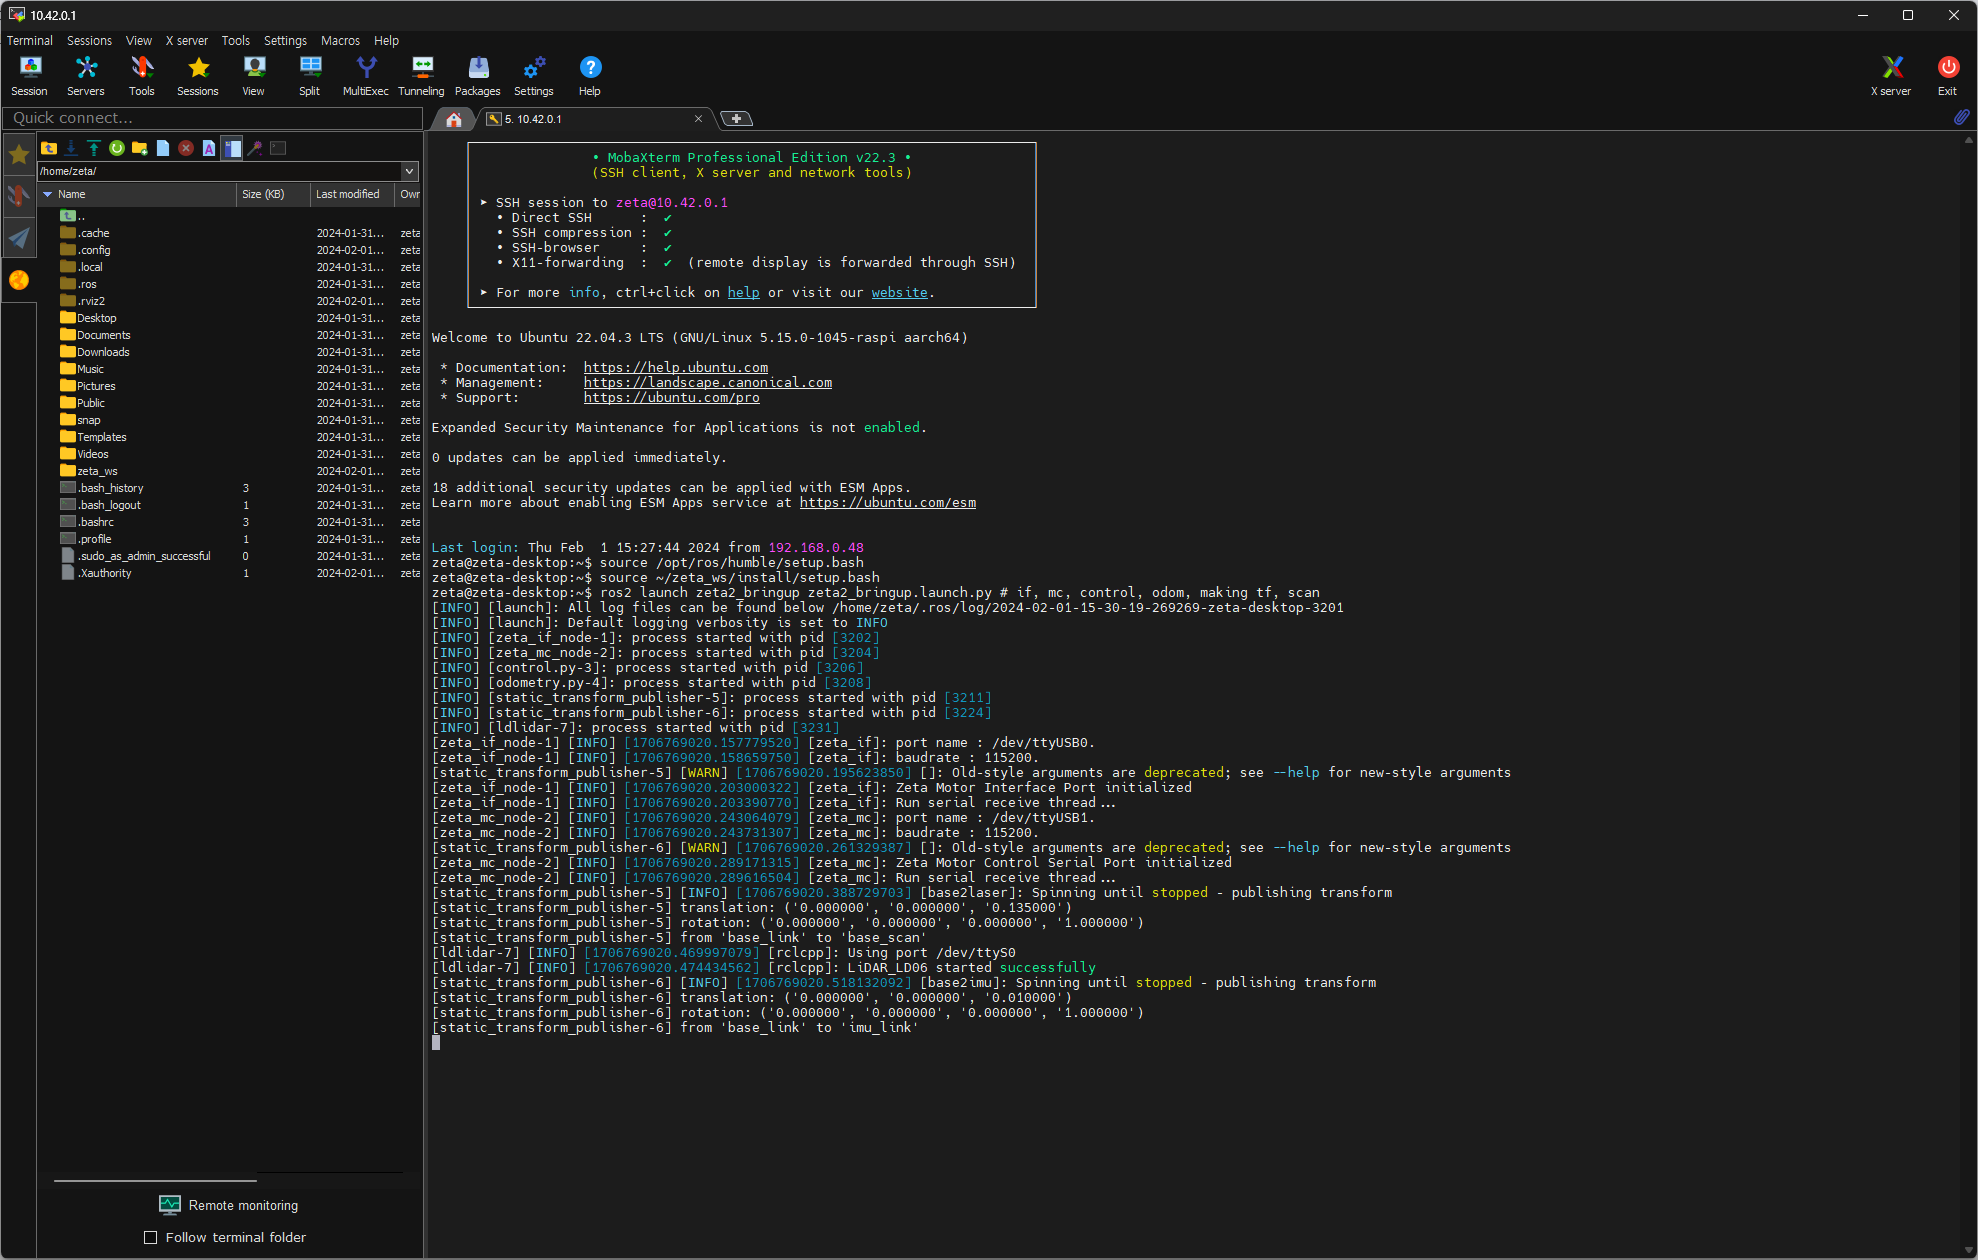 10.42.0.1
Terminal Sessions View X server Tools Settings Macros Help
Session Servers Tools Sessions View Split MultiExec Tunneling Packages Settings Help X server Exit
Quick connect...
5. 10.42.0.1
/home/zeta/
Name Size (KB) Last modified Own
..
.cache 2024-01-31... zeta
.config 2024-02-01... zeta
.local 2024-01-31... zeta
.ros 2024-01-31... zeta
.rviz2 2024-02-01... zeta
Desktop 2024-01-31... zeta
Documents 2024-01-31... zeta
Downloads 2024-01-31... zeta
Music 2024-01-31... zeta
Pictures 2024-01-31... zeta
Public 2024-01-31... zeta
snap 2024-01-31... zeta
Templates 2024-01-31... zeta
Videos 2024-01-31... zeta
zeta_ws 2024-02-01... zeta
.bash_history 3 2024-01-31... zeta
.bash_logout 1 2024-01-31... zeta
.bashrc 3 2024-01-31... zeta
.profile 1 2024-01-31... zeta
.sudo_as_admin_successful 0 2024-01-31... zeta
.Xauthority 1 2024-02-01... zeta
Remote monitoring
Follow terminal folder
• MobaXterm Professional Edition v22.3 •
(SSH client, X server and network tools)
➤ SSH session to zeta@10.42.0.1
• Direct SSH : ✔
• SSH compression : ✔
• SSH-browser : ✔
• X11-forwarding : ✔ (remote display is forwarded through SSH)
➤ For more info, ctrl+click on help or visit our website.
Welcome to Ubuntu 22.04.3 LTS (GNU/Linux 5.15.0-1045-raspi aarch64)
* Documentation: https://help.ubuntu.com
* Management: https://landscape.canonical.com
* Support: https://ubuntu.com/pro
Expanded Security Maintenance for Applications is not enabled.
0 updates can be applied immediately.
18 additional security updates can be applied with ESM Apps.
Learn more about enabling ESM Apps service at https://ubuntu.com/esm
Last login: Thu Feb 1 15:27:44 2024 from 192.168.0.48
zeta@zeta-desktop:~$ source /opt/ros/humble/setup.bash
zeta@zeta-desktop:~$ source ~/zeta_ws/install/setup.bash
zeta@zeta-desktop:~$ ros2 launch zeta2_bringup zeta2_bringup.launch.py # if, mc, control, odom, making tf, scan
[INFO] [launch]: All log files can be found below /home/zeta/.ros/log/2024-02-01-15-30-19-269269-zeta-desktop-3201
[INFO] [launch]: Default logging verbosity is set to INFO
[INFO] [zeta_if_node-1]: process started with pid [3202]
[INFO] [zeta_mc_node-2]: process started with pid [3204]
[INFO] [control.py-3]: process started with pid [3206]
[INFO] [odometry.py-4]: process started with pid [3208]
[INFO] [static_transform_publisher-5]: process started with pid [3211]
[INFO] [static_transform_publisher-6]: process started with pid [3224]
[INFO] [ldlidar-7]: process started with pid [3231]
[zeta_if_node-1] [INFO] [1706769020.157779520] [zeta_if]: port name : /dev/ttyUSB0.
[zeta_if_node-1] [INFO] [1706769020.158659750] [zeta_if]: baudrate : 115200.
[static_transform_publisher-5] [WARN] [1706769020.195623850] []: Old-style arguments are deprecated; see --help for new-style arguments
[zeta_if_node-1] [INFO] [1706769020.203000322] [zeta_if]: Zeta Motor Interface Port initialized
[zeta_if_node-1] [INFO] [1706769020.203390770] [zeta_if]: Run serial receive thread...
[zeta_mc_node-2] [INFO] [1706769020.243064079] [zeta_mc]: port name : /dev/ttyUSB1.
[zeta_mc_node-2] [INFO] [1706769020.243731307] [zeta_mc]: baudrate : 115200.
[static_transform_publisher-6] [WARN] [1706769020.261329387] []: Old-style arguments are deprecated; see --help for new-style arguments
[zeta_mc_node-2] [INFO] [1706769020.289171315] [zeta_mc]: Zeta Motor Control Serial Port initialized
[zeta_mc_node-2] [INFO] [1706769020.289616504] [zeta_mc]: Run serial receive thread...
[static_transform_publisher-5] [INFO] [1706769020.388729703] [base2laser]: Spinning until stopped - publishing transform
[static_transform_publisher-5] translation: ('0.000000', '0.000000', '0.135000')
[static_transform_publisher-5] rotation: ('0.000000', '0.000000', '0.000000', '1.000000')
[static_transform_publisher-5] from 'base_link' to 'base_scan'
[ldlidar-7] [INFO] [1706769020.469997079] [rclcpp]: Using port /dev/ttyS0
[ldlidar-7] [INFO] [1706769020.474434562] [rclcpp]: LiDAR_LD06 started successfully
[static_transform_publisher-6] [INFO] [1706769020.518132092] [base2imu]: Spinning until stopped - publishing transform
[static_transform_publisher-6] translation: ('0.000000', '0.000000', '0.010000')
[static_transform_publisher-6] rotation: ('0.000000', '0.000000', '0.000000', '1.000000')
[static_transform_publisher-6] from 'base_link' to 'imu_link'